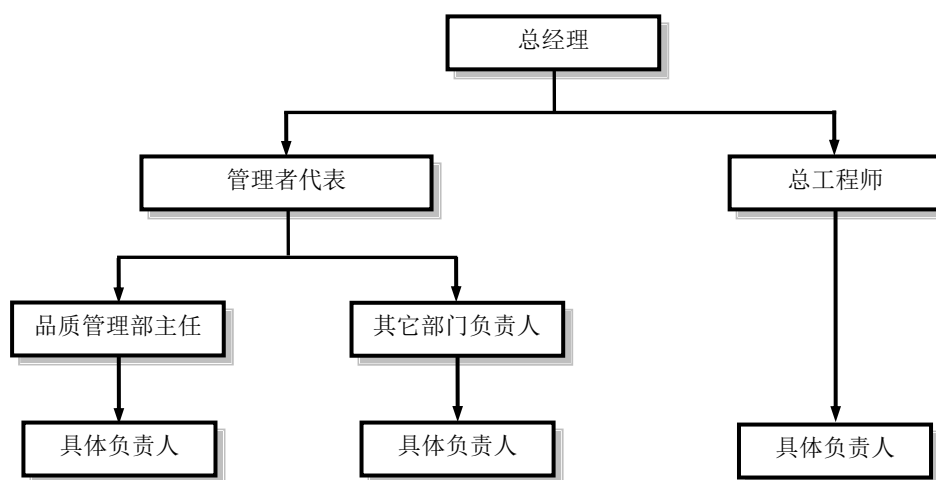 总经理
管理者代表
总工程师
品质管理部主任
其它部门负责人
具体负责人
具体负责人
具体负责人